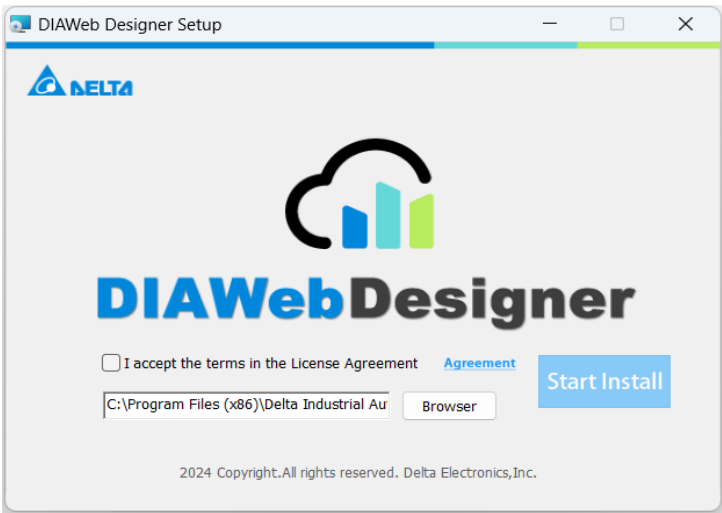 DIAWeb Designer Setup
DELTA
DIAWebDesigner
I accept the terms in the License Agreement Agreement
Start Install
C:\Program Files (x86)\Delta Industrial Au
Browser
2024 Copyright.All rights reserved. Delta Electronics,Inc.